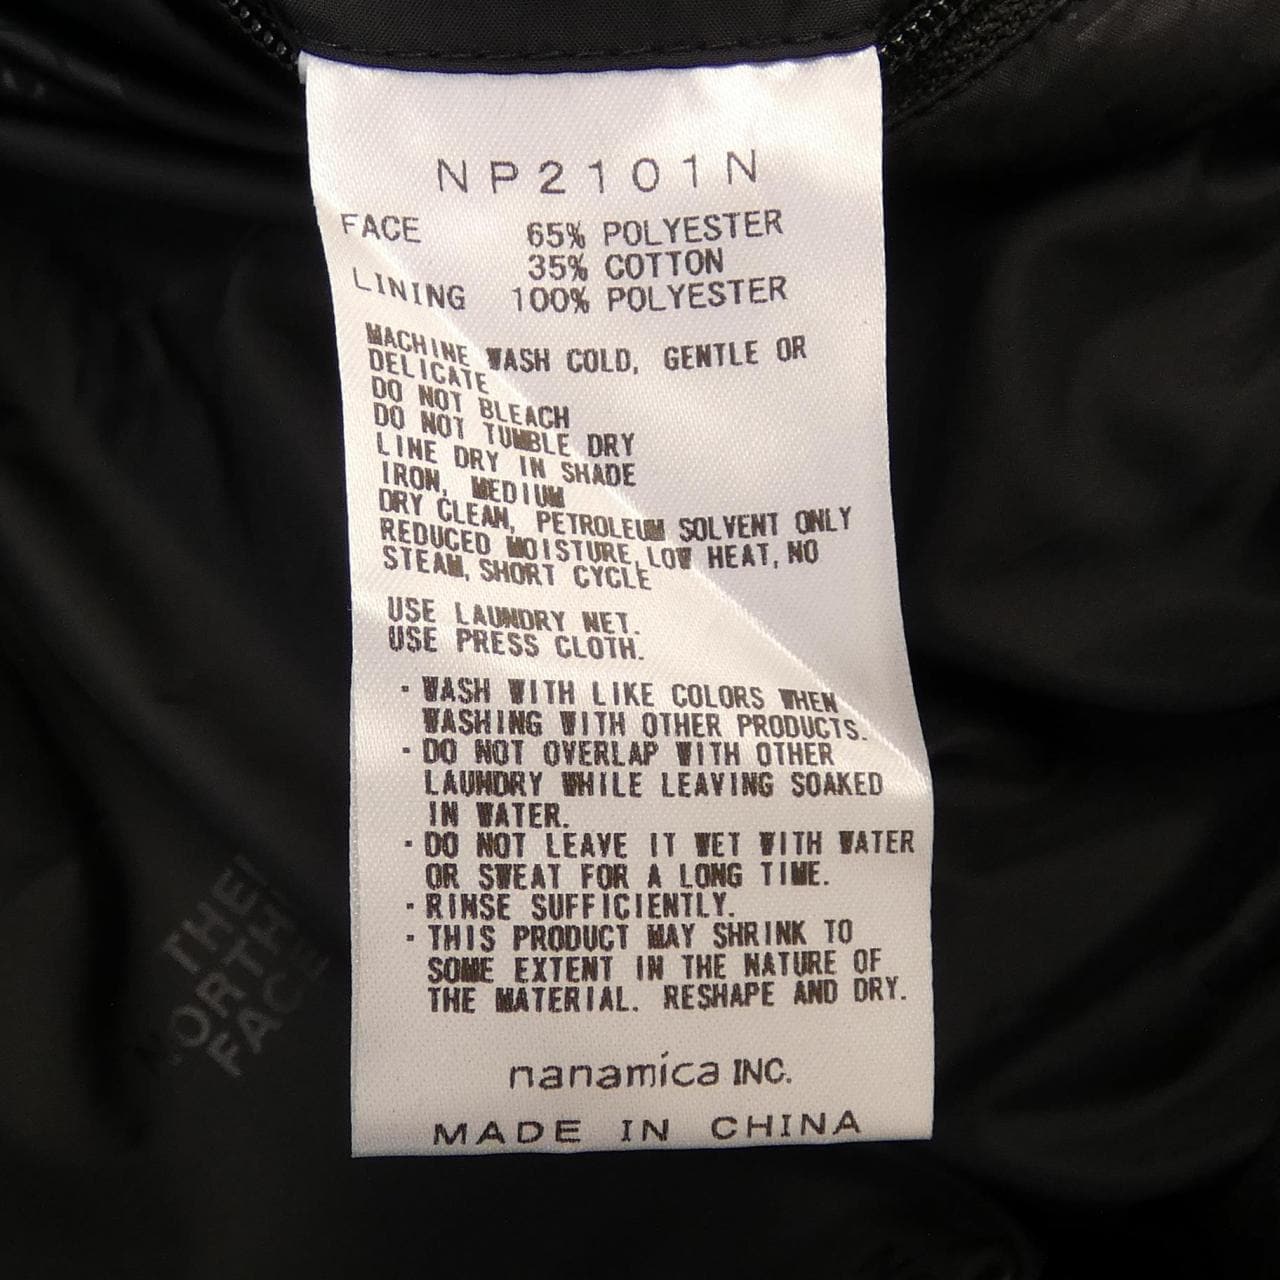 NP2101N
FACE 65% POLYESTER
35% COTTON
LINING 100% POLYESTER
MACHINE WASH COLD, GENTLE OR
DELICATE
DO NOT BLEACH
DO NOT TUMBLE DRY
LINE DRY IN SHADE
IRON, MEDIUM
DRY CLEAN, PETROLEUM SOLVENT ONLY
REDUCED MOISTURE, LOW HEAT, NO
STEAM, SHORT CYCLE
USE LAUNDRY NET.
USE PRESS CLOTH.
・WASH WITH LIKE COLORS WHEN
WASHING WITH OTHER PRODUCTS.
・DO NOT OVERLAP WITH OTHER
LAUNDRY WHILE LEAVING SOAKED
IN WATER.
・DO NOT LEAVE IT WET WITH WATER
OR SWEAT FOR A LONG TIME.
・RINSE SUFFICIENTLY.
・THIS PRODUCT MAY SHRINK TO
SOME EXTENT IN THE NATURE OF
THE MATERIAL. RESHAPE AND DRY.
nanamica INC.
MADE IN CHINA
THE
NORTH
FACE